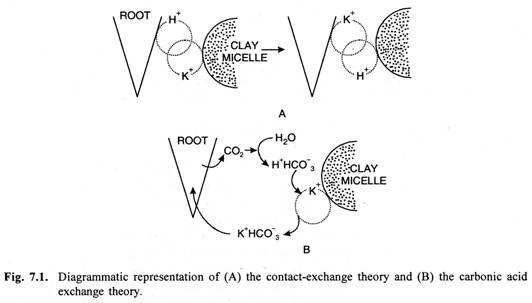 ROOT
H+
K+
CLAY
MICELLE
K+
H+
A
ROOT
CO2
H2O
H+HCO-3
K+
CLAY
MICELLE
K+HCO-3
B
Fig. 7.1. Diagrammatic representation of (A) the contact-exchange theory and (B) the carbonic acid
exchange theory.